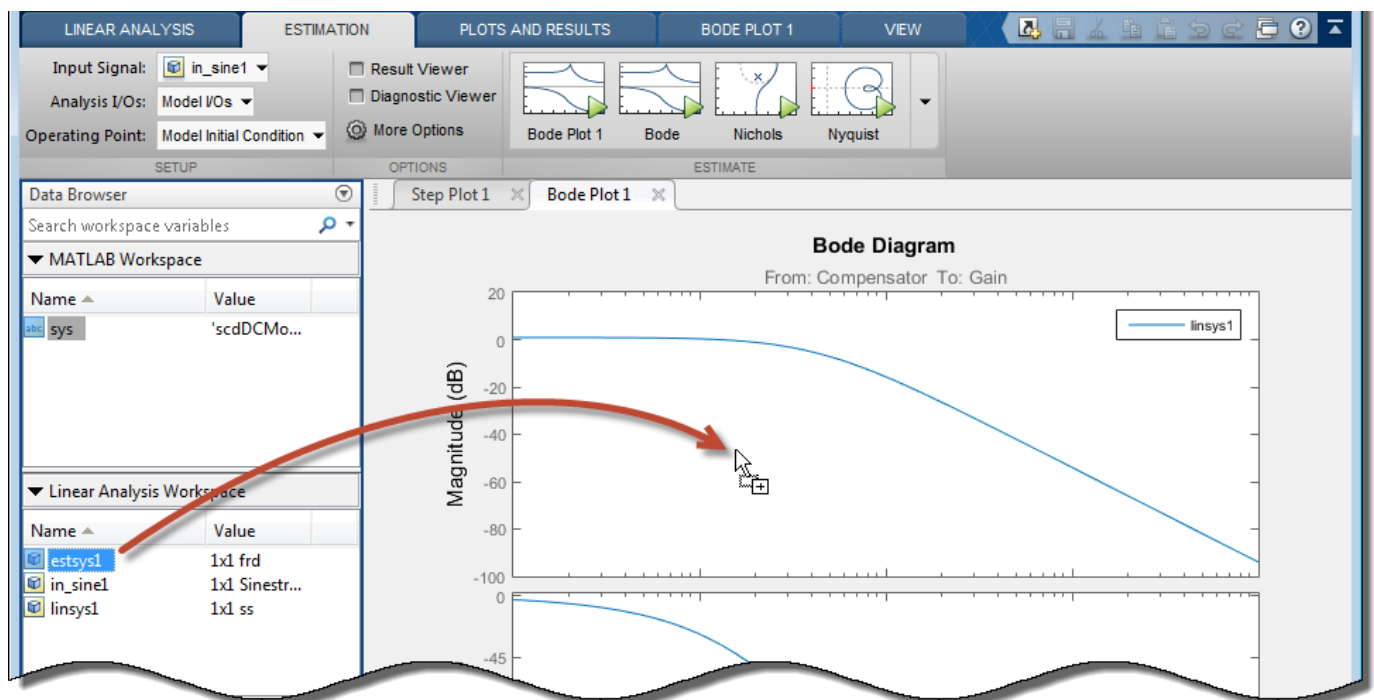 LINEAR ANALYSIS ESTIMATION PLOTS AND RESULTS BODE PLOT 1 VIEW
Input Signal: in_sine1
Analysis I/Os: Model I/Os
Operating Point: Model Initial Condition
SETUP
Result Viewer
Diagnostic Viewer
More Options
OPTIONS
Bode Plot 1 Bode Nichols Nyquist
ESTIMATE
Data Browser
Search workspace variables
MATLAB Workspace
Name Value
abc sys 'scdDCMo...
Linear Analysis Workspace
Name Value
estsys1 1x1 frd
in_sine1 1x1 Sinestr...
linsys1 1x1 ss
Step Plot 1 Bode Plot 1
Bode Diagram
From: Compensator To: Gain
linsys1
Magnitude (dB)
20
0
-20
-40
-60
-80
-100
0
-45